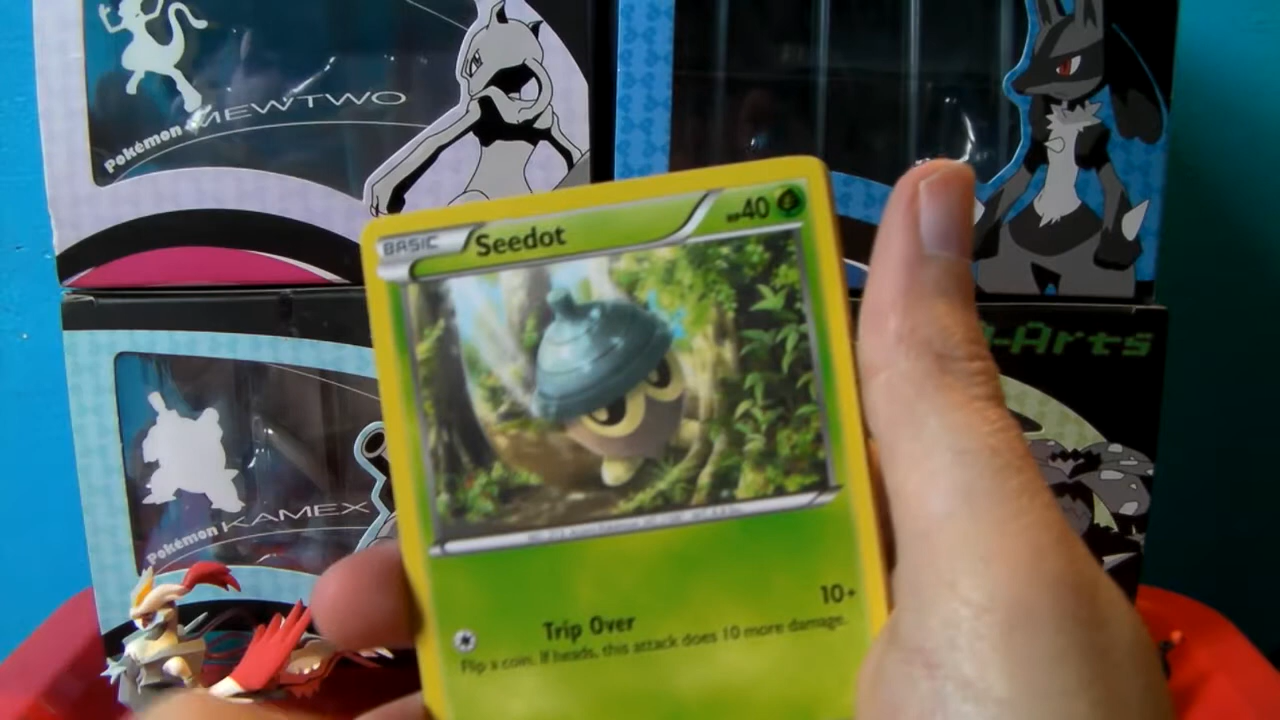 Pokémon MEWTWO
BASIC Seedot HP40
-Arts
Pokémon KAMEX
Trip Over 10+
Flip a coin. If heads, this attack does 10 more damage.